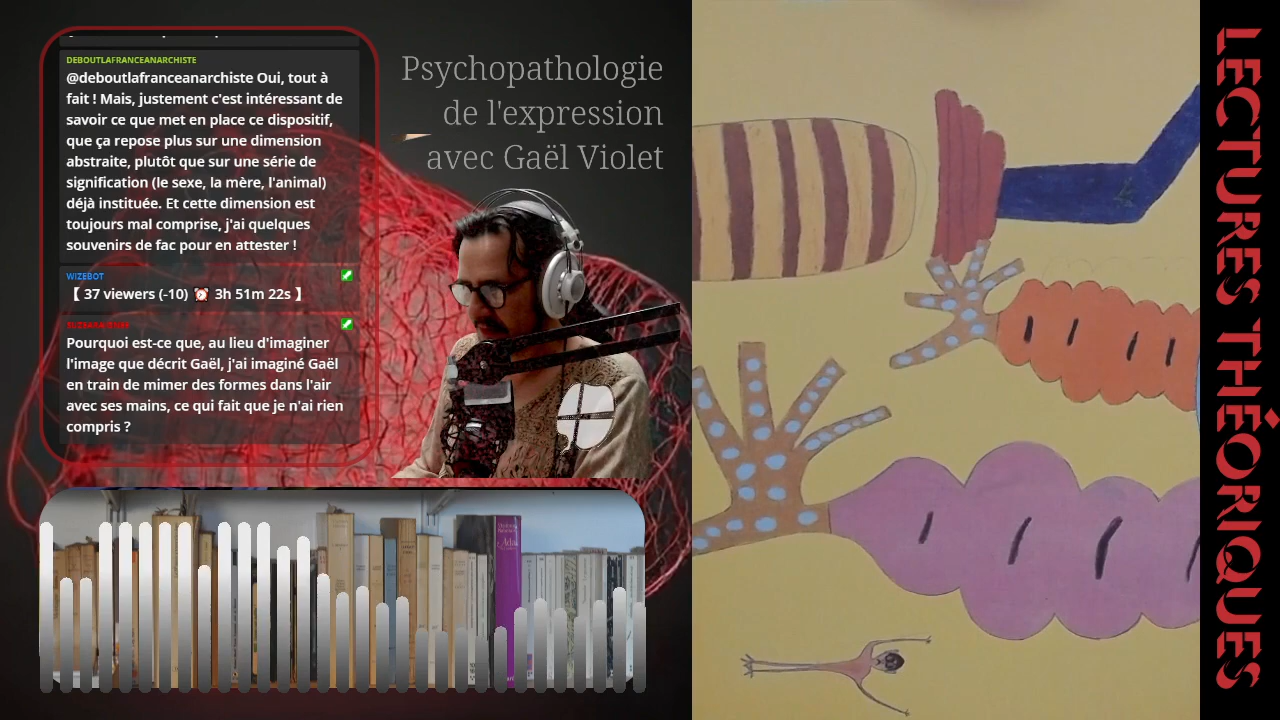 DEBOUTLAFRANCEANARCHISTE
@deboutlafranceanarchiste Oui, tout à
fait ! Mais, justement c'est intéressant de
savoir ce que met en place ce dispositif,
que ça repose plus sur une dimension
abstraite, plutôt que sur une série de
signification (le sexe, la mère, l'animal)
déjà instituée. Et cette dimension est
toujours mal comprise, j'ai quelques
souvenirs de fac pour en attester !
WIZEBOT
【 37 viewers (-10) ⏰ 3h 51m 22s 】
Pourquoi est-ce que, au lieu d'imaginer
l'image que décrit Gaël, j'ai imaginé Gaël
en train de mimer des formes dans l'air
avec ses mains, ce qui fait que je n'ai rien
compris ?
Psychopathologie
de l'expression
avec Gaël Violet
LECTURES THÉORIQUES